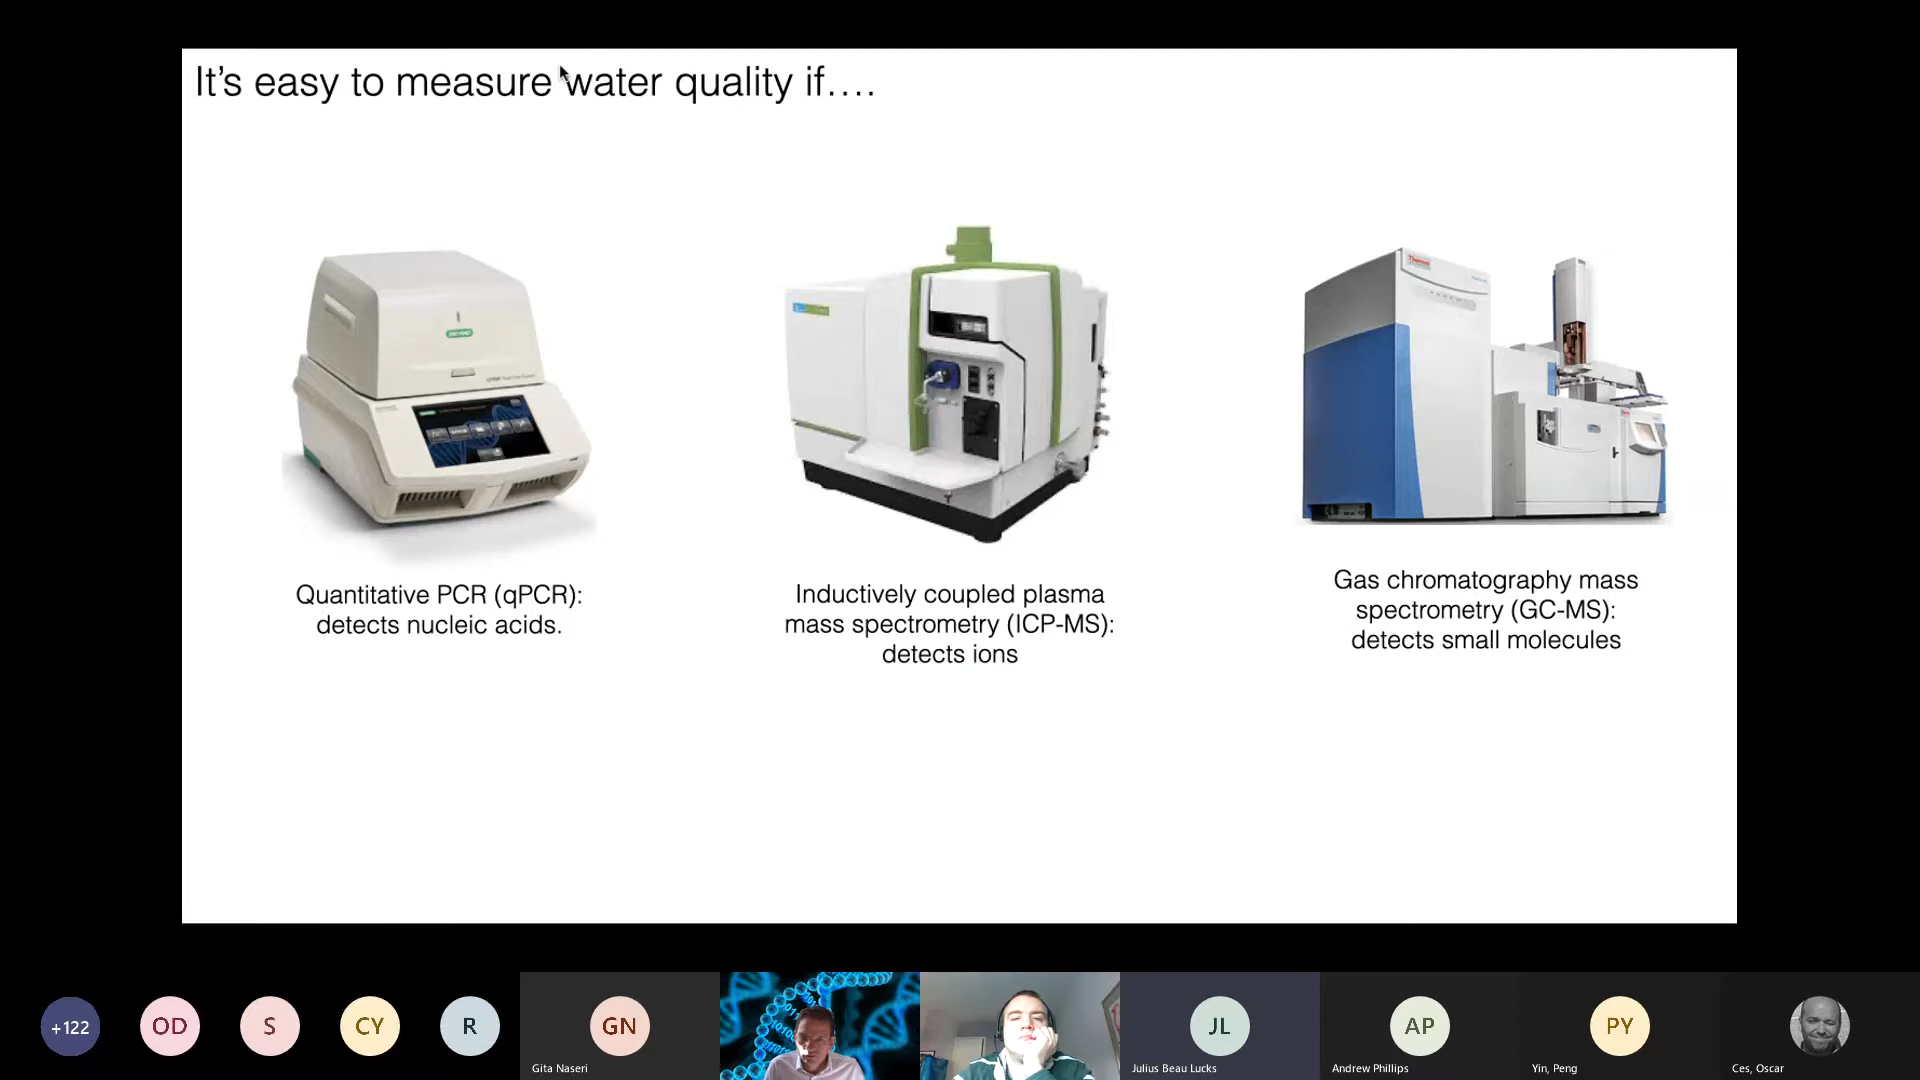 It's easy to measure water quality if….
Thermo
Quantitative PCR (qPCR):
detects nucleic acids.
Inductively coupled plasma
mass spectrometry (ICP-MS):
detects ions
Gas chromatography mass
spectrometry (GC-MS):
detects small molecules
+122
OD
S
CY
R
GN
Gita Naseri
JL
Julius Beau Lucks
AP
Andrew Phillips
PY
Yin, Peng
Ces, Oscar